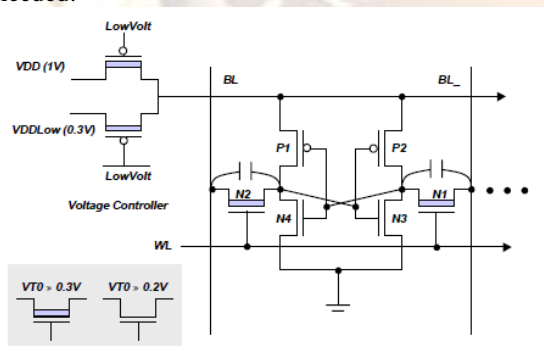 LowVolt
VDD (1V)
BL
BL_
P1
P2
VDDLow (0.3V)
LowVolt
N2
N1
Voltage Controller
N4
N3
WL
VT0 » 0.3V
VT0 » 0.2V